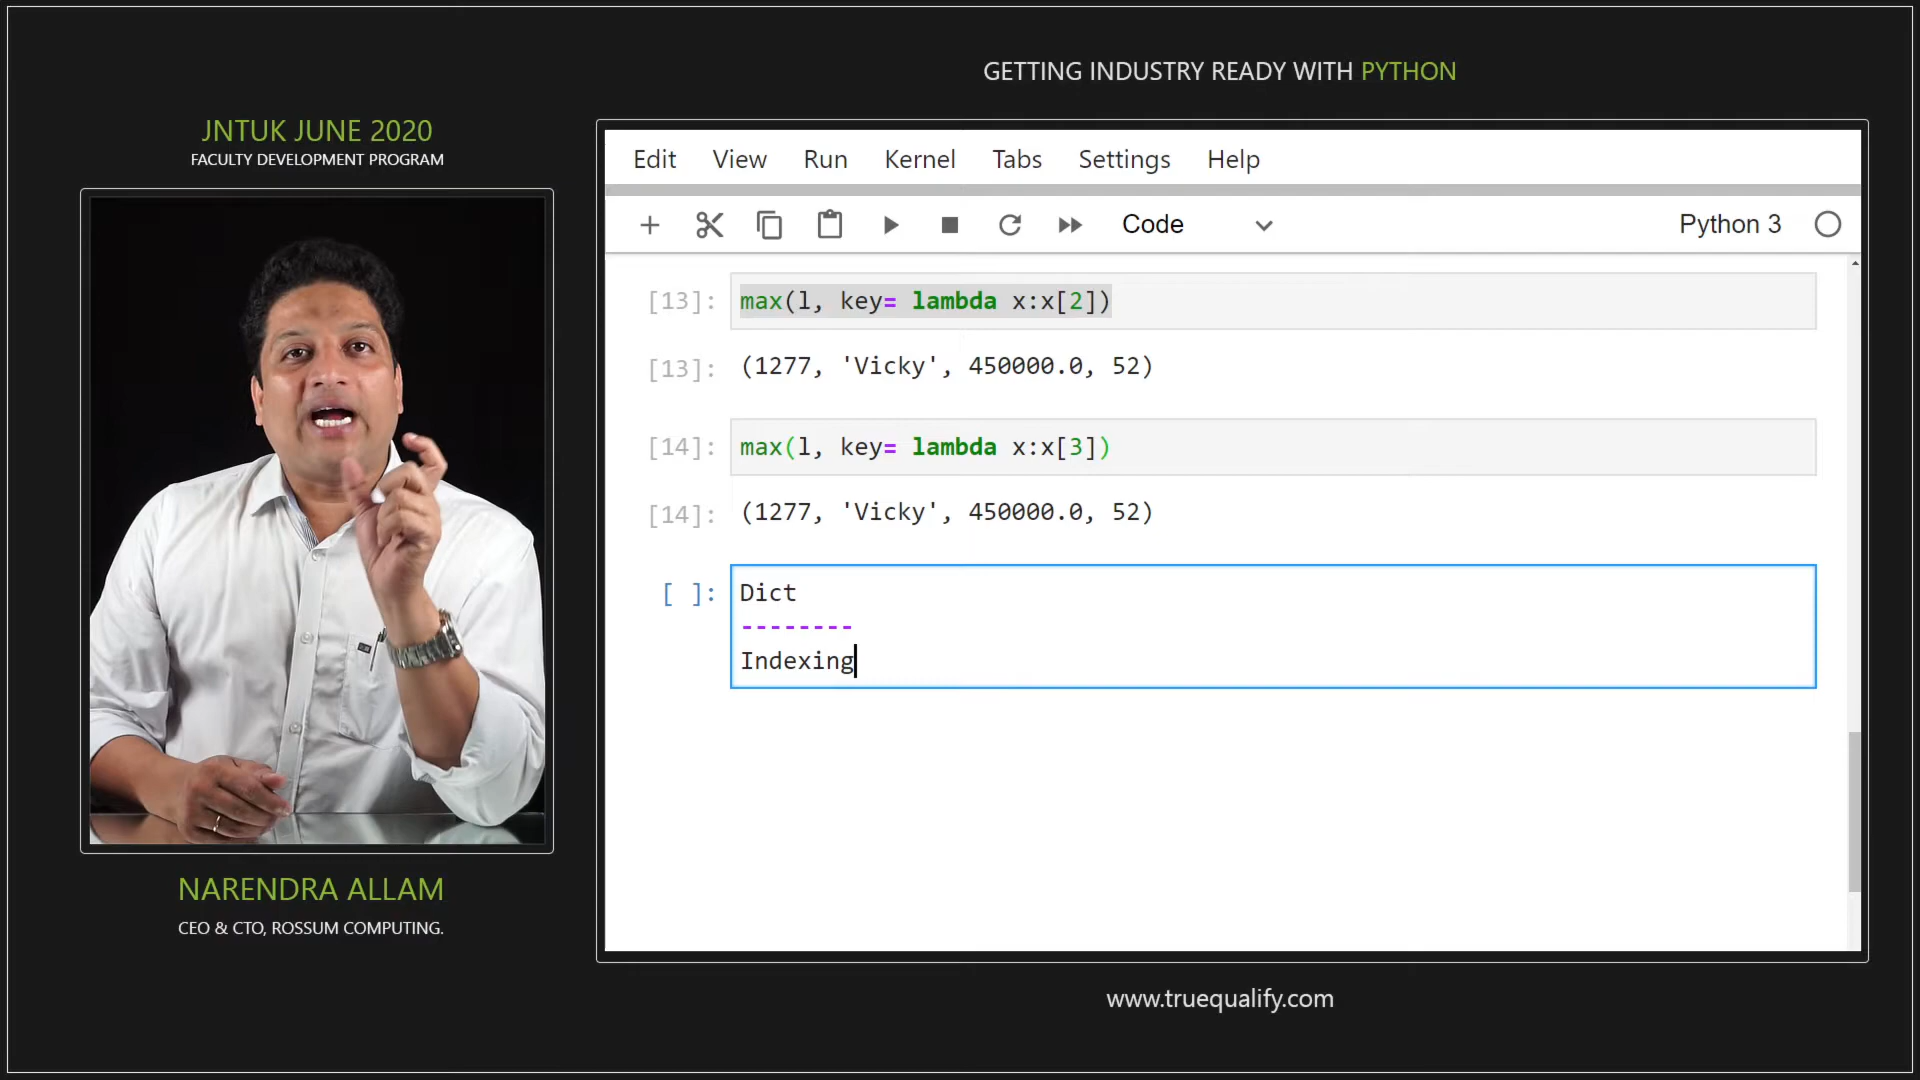 GETTING INDUSTRY READY WITH PYTHON
JNTUK JUNE 2020
FACULTY DEVELOPMENT PROGRAM
Edit View Run Kernel Tabs Settings Help
Code
Python 3
[13]: max(l, key= lambda x:x[2])
[13]: (1277, 'Vicky', 450000.0, 52)
[14]: max(l, key= lambda x:x[3])
[14]: (1277, 'Vicky', 450000.0, 52)
[ ]: Dict
--------
Indexing
NARENDRA ALLAM
CEO & CTO, ROSSUM COMPUTING.
www.truequalify.com